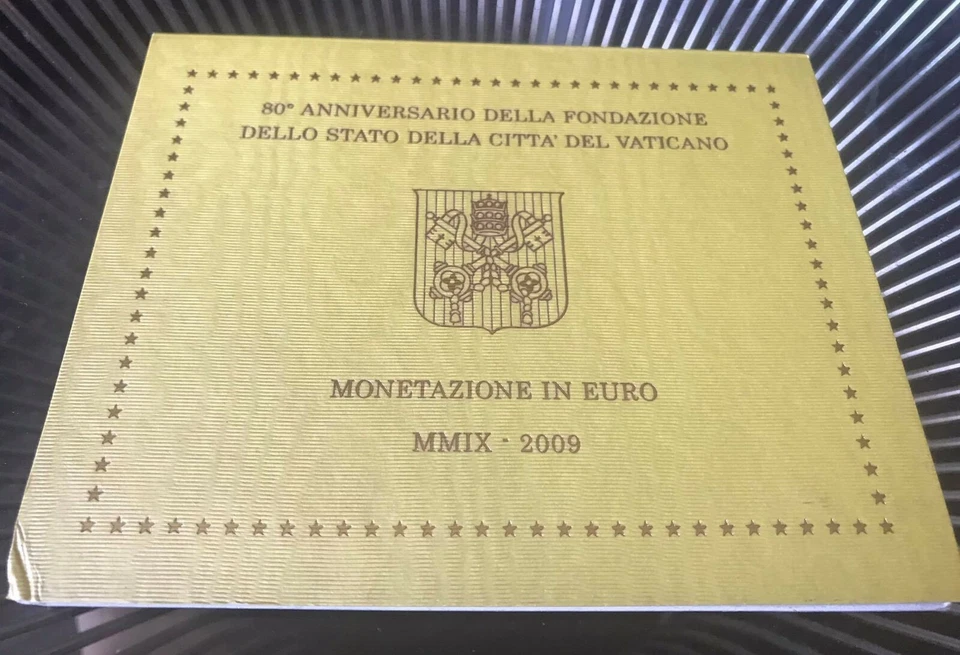 80° ANNIVERSARIO DELLA FONDAZIONE
DELLO STATO DELLA CITTA' DEL VATICANO
MONETAZIONE IN EURO
MMIX - 2009